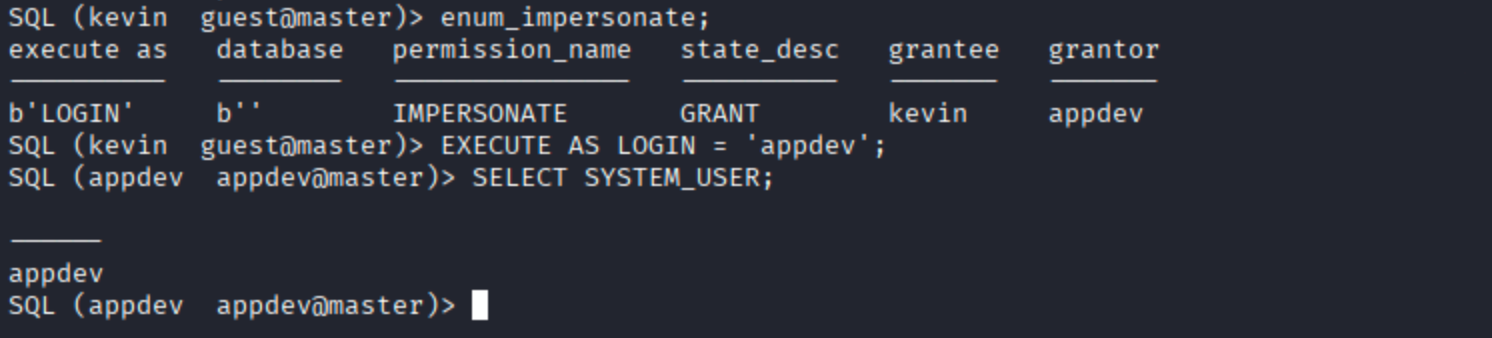 SQL (kevin  guest@master)> enum_impersonate;
execute as   database   permission_name   state_desc   grantee   grantor
b'LOGIN'     b''        IMPERSONATE       GRANT        kevin     appdev
SQL (kevin  guest@master)> EXECUTE AS LOGIN = 'appdev';
SQL (appdev  appdev@master)> SELECT SYSTEM_USER;
appdev
SQL (appdev  appdev@master)>